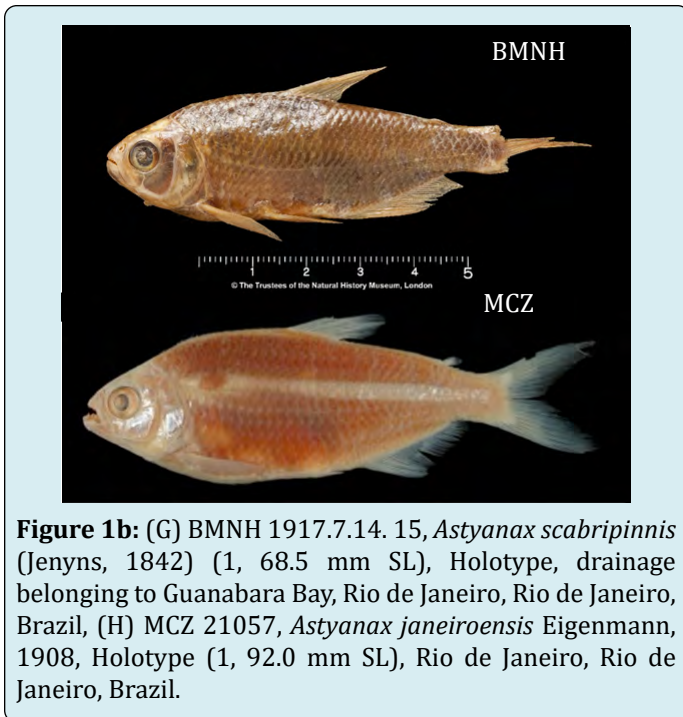 BMNH
1 2 3 4 5
© The Trustees of the Natural History Museum, London
MCZ
Figure 1b: (G) BMNH 1917.7.14. 15, Astyanax scabripinnis
(Jenyns, 1842) (1, 68.5 mm SL), Holotype, drainage
belonging to Guanabara Bay, Rio de Janeiro, Rio de Janeiro,
Brazil, (H) MCZ 21057, Astyanax janeiroensis Eigenmann,
1908, Holotype (1, 92.0 mm SL), Rio de Janeiro, Rio de
Janeiro, Brazil.